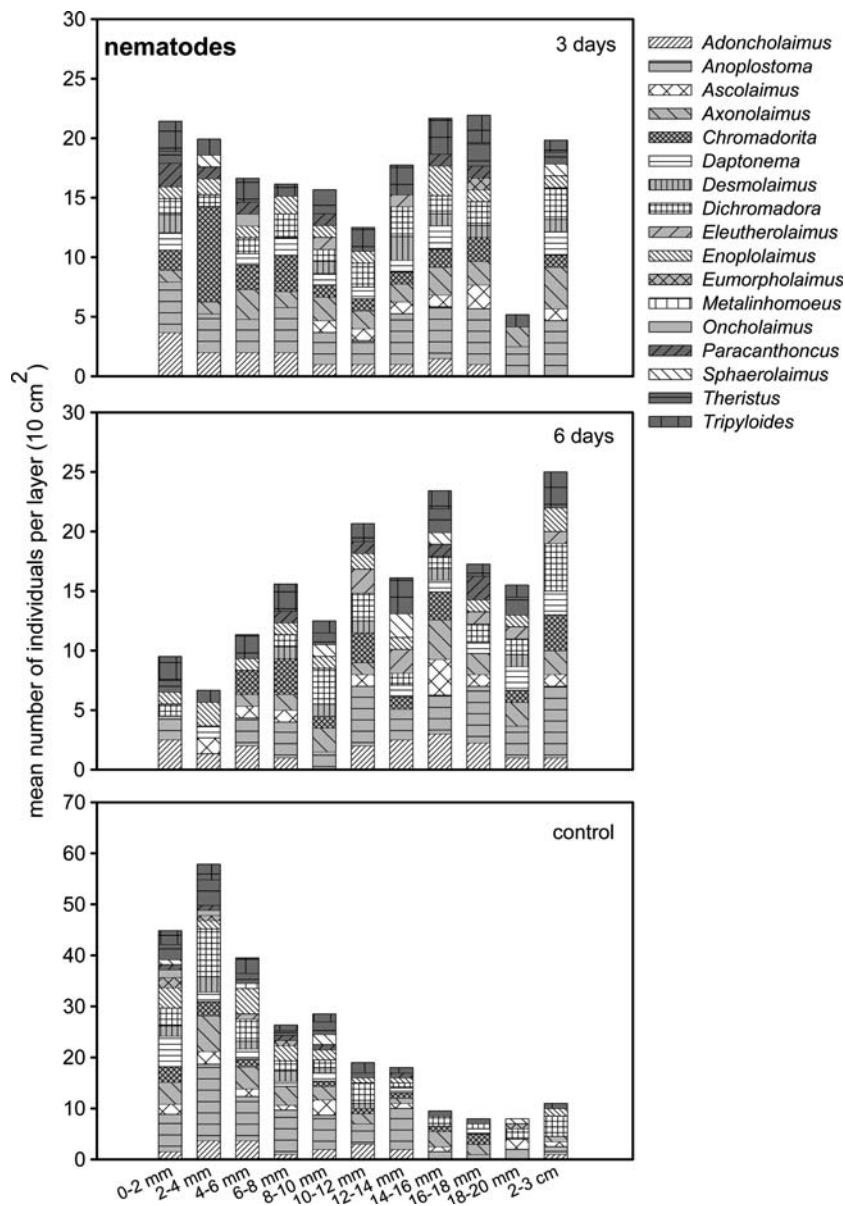 nematodes
3 days
30
25
20
15
10
5
0
6 days
30
25
20
15
10
5
0
control
70
60
50
40
30
20
10
0
mean number of individuals per layer (10 cm²)
0-2 mm
2-4 mm
4-6 mm
6-8 mm
8-10 mm
10-12 mm
12-14 mm
14-16 mm
16-18 mm
18-20 mm
2-3 cm
Adoncholaimus
Anoplostoma
Ascolaimus
Axonolaimus
Chromadorita
Daptonema
Desmolaimus
Dichromadora
Eleutherolaimus
Enoplolaimus
Eumorpholaimus
Metalinhomoeus
Oncholaimus
Paracanthoncus
Sphaerolaimus
Theristus
Tripyloides